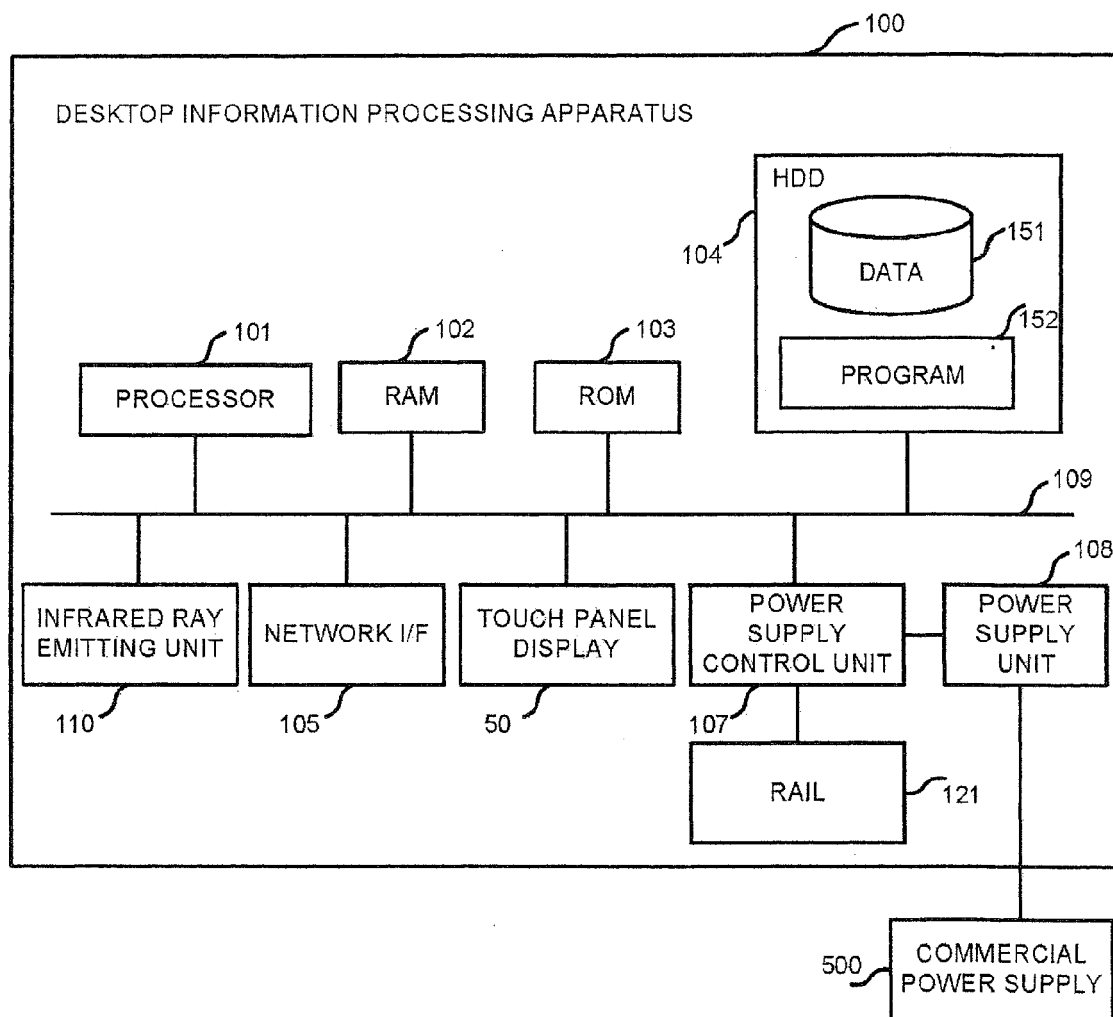 100
DESKTOP INFORMATION PROCESSING APPARATUS
HDD
104
DATA
151
152
PROGRAM
101
PROCESSOR
102
RAM
103
ROM
109
108
INFRARED RAY
EMITTING UNIT
110
NETWORK I/F
105
TOUCH PANEL
DISPLAY
50
POWER
SUPPLY
CONTROL UNIT
107
POWER
SUPPLY
UNIT
RAIL
121
500
COMMERCIAL
POWER SUPPLY